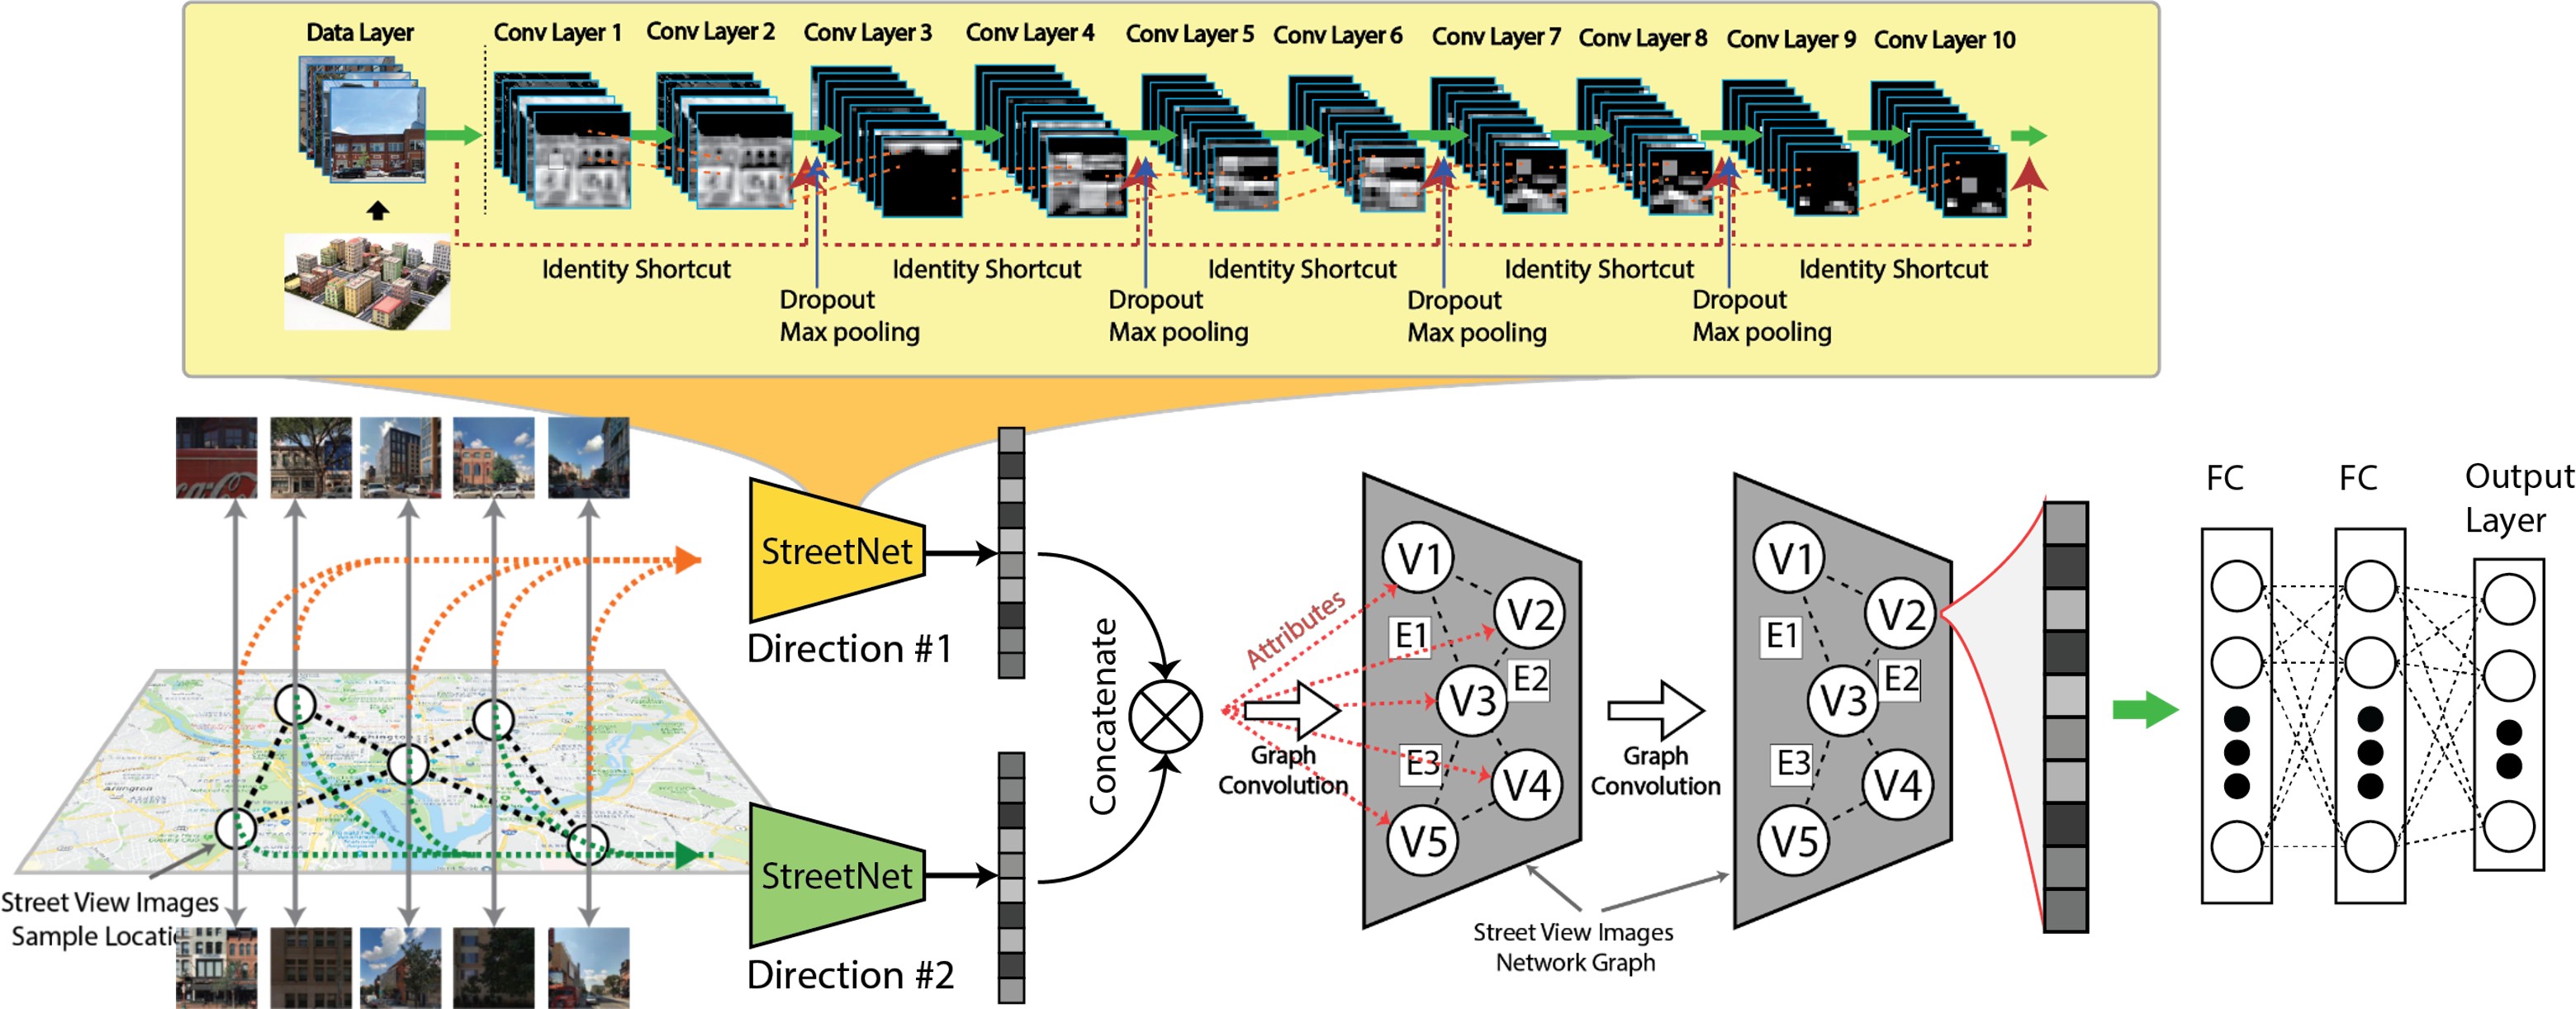 Data Layer
Conv Layer 1
Conv Layer 2
Conv Layer 3
Conv Layer 4
Conv Layer 5
Conv Layer 6
Conv Layer 7
Conv Layer 8
Conv Layer 9
Conv Layer 10
Identity Shortcut
Identity Shortcut
Identity Shortcut
Identity Shortcut
Identity Shortcut
Dropout
Max pooling
Dropout
Max pooling
Dropout
Max pooling
Dropout
Max pooling
StreetNet
Direction #1
StreetNet
Direction #2
Street View Images
Sample Locati
Arlington
Concatenate
Attributes
Graph
Convolution
V1
V2
E1
E2
V3
E3
V4
V5
Graph
Convolution
V1
V2
E1
E2
V3
E3
V4
V5
Street View Images
Network Graph
FC
FC
Output
Layer